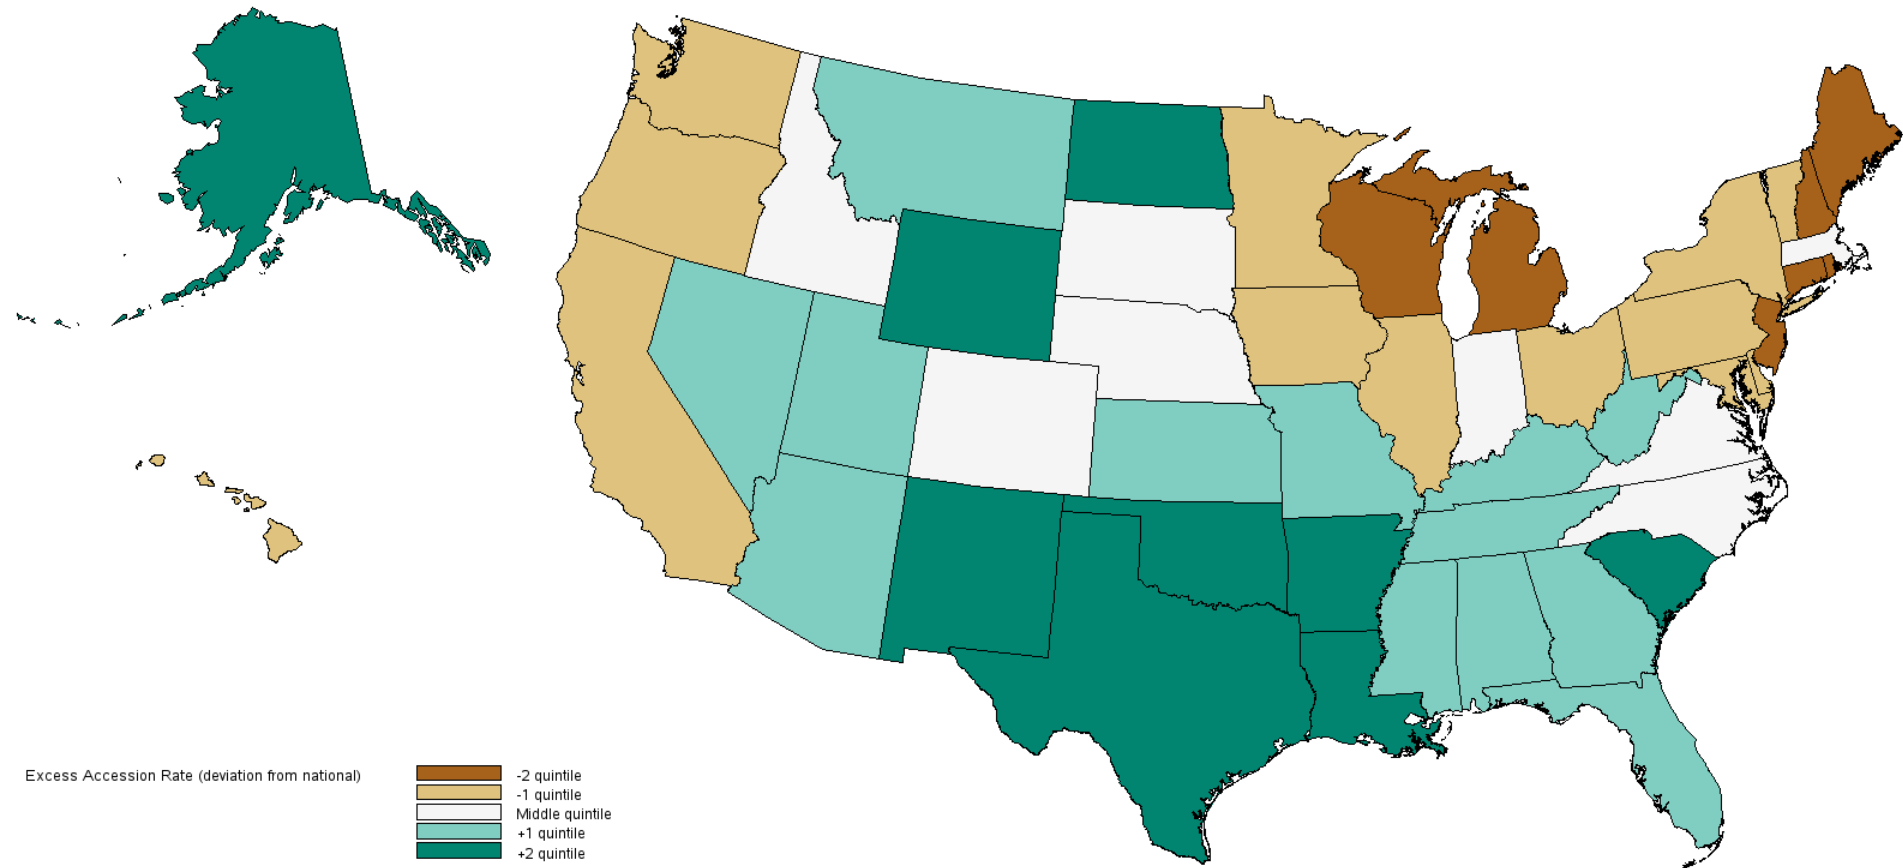 Excess Accession Rate (deviation from national)
-2 quintile
-1 quintile
Middle quintile
+1 quintile
+2 quintile